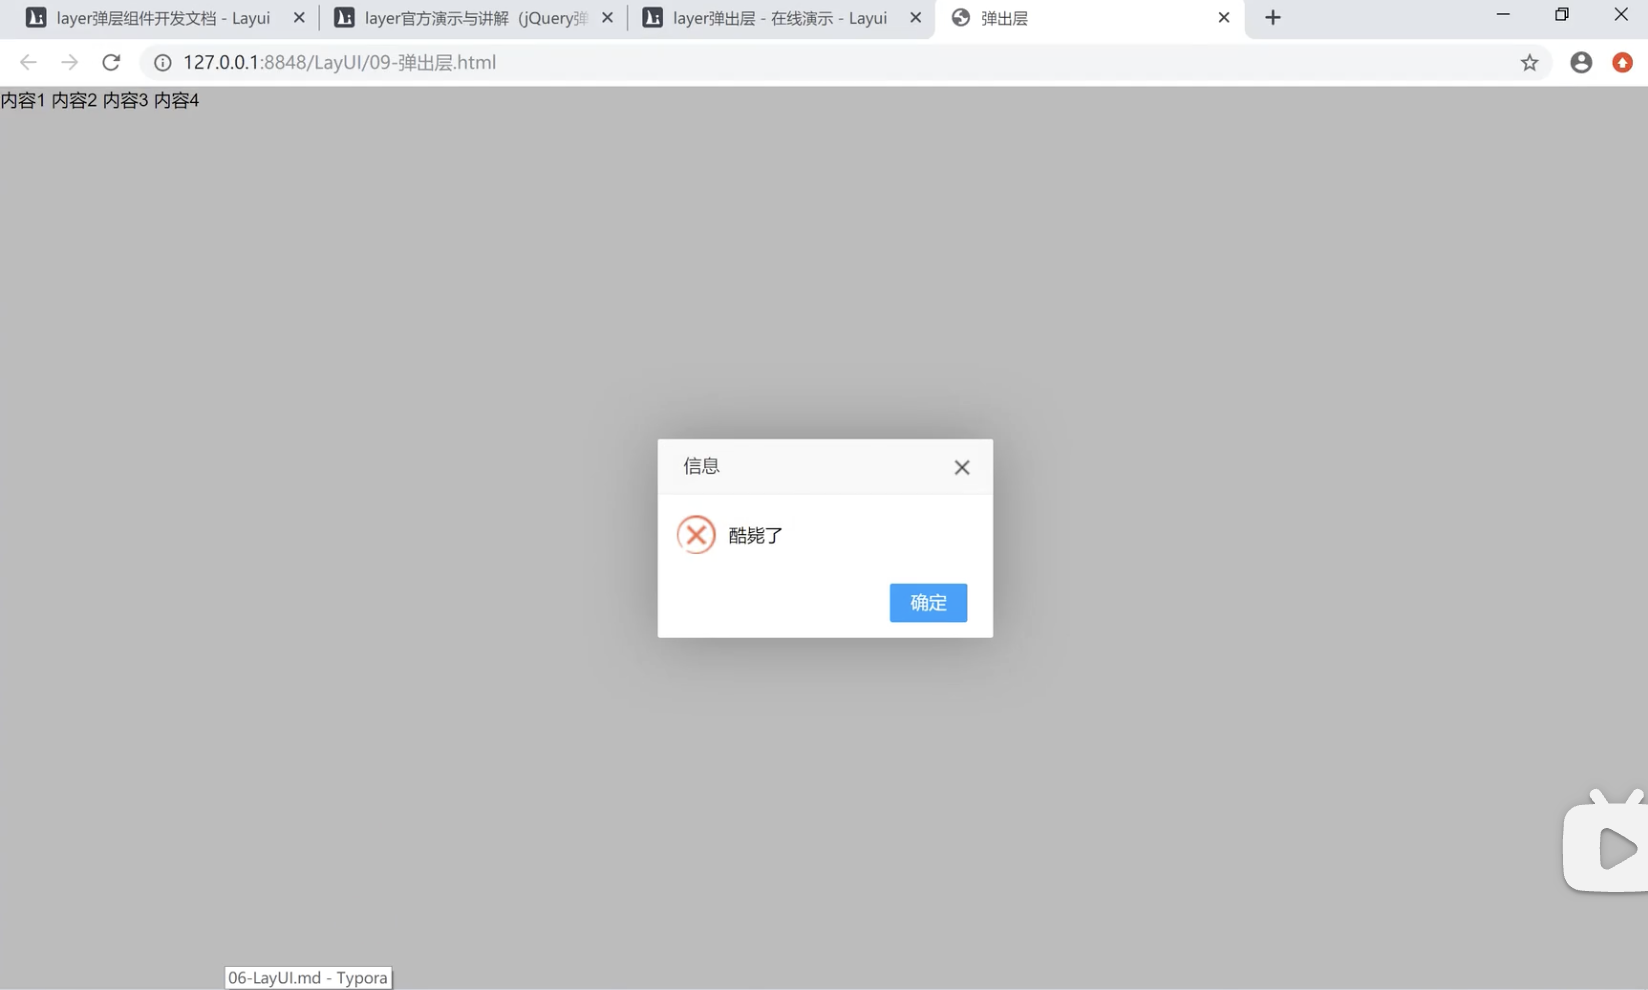 layer弹层组件开发文档 - Layui
layer官方演示与讲解（jQuery弹
layer弹出层 - 在线演示 - Layui
弹出层
127.0.0.1:8848/LayUI/09-弹出层.html
内容1 内容2 内容3 内容4
信息
酷毙了
确定
06-LayUI.md - Typora